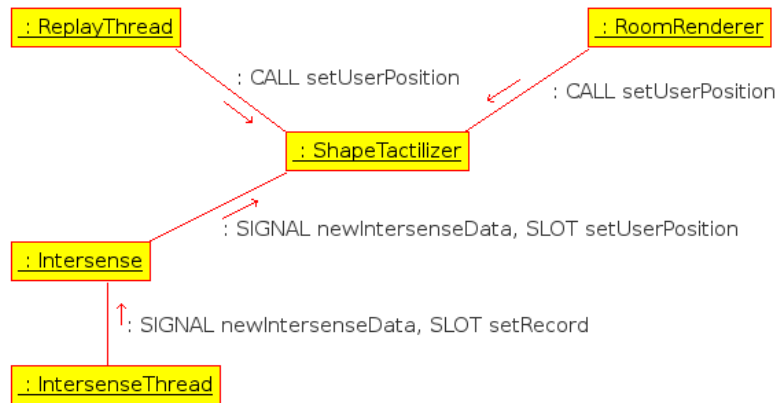 : ReplayThread
: RoomRenderer
: CALL setUserPosition
: CALL setUserPosition
: ShapeTactilizer
: SIGNAL newIntersenseData, SLOT setUserPosition
: Intersense
: SIGNAL newIntersenseData, SLOT setRecord
: IntersenseThread